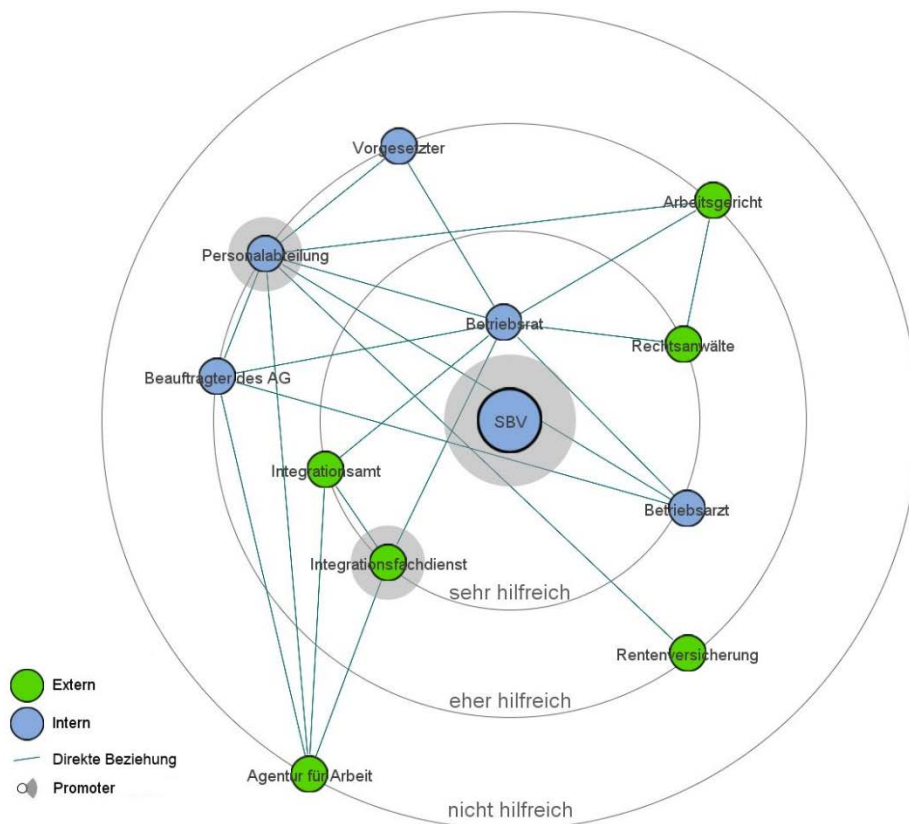 Vorgesetzter
Arbeitsgericht
Personalabteilung
Betriebsrat
Rechtsanwälte
Beauftragter des AG
SBV
Integrationsamt
Betriebsarzt
Integrationsfachdienst
sehr hilfreich
Rentenversicherung
Extern
eher hilfreich
Intern
Direkte Beziehung
Agentur für Arbeit
Promoter
nicht hilfreich